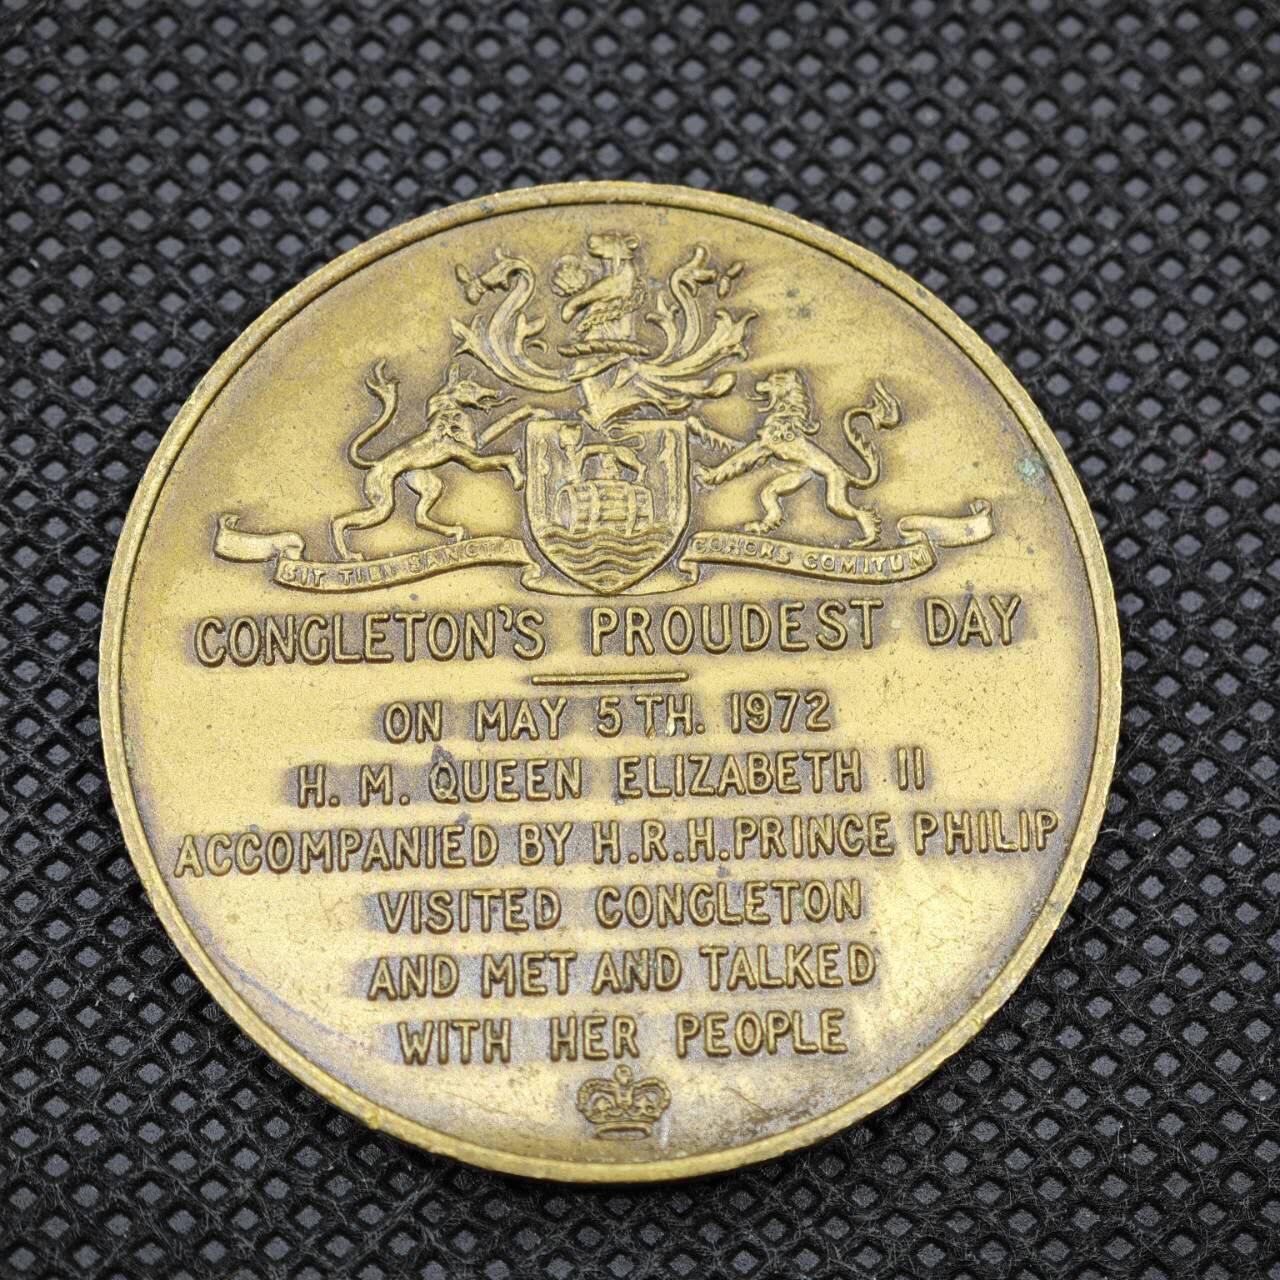 SIT TIBI SANCTA COHORS COMITUM
CONGLETON'S PROUDEST DAY
ON MAY 5TH. 1972
H. M. QUEEN ELIZABETH II
ACCOMPANIED BY H.R.H. PRINCE PHILIP
VISITED CONGLETON
AND MET AND TALKED
WITH HER PEOPLE